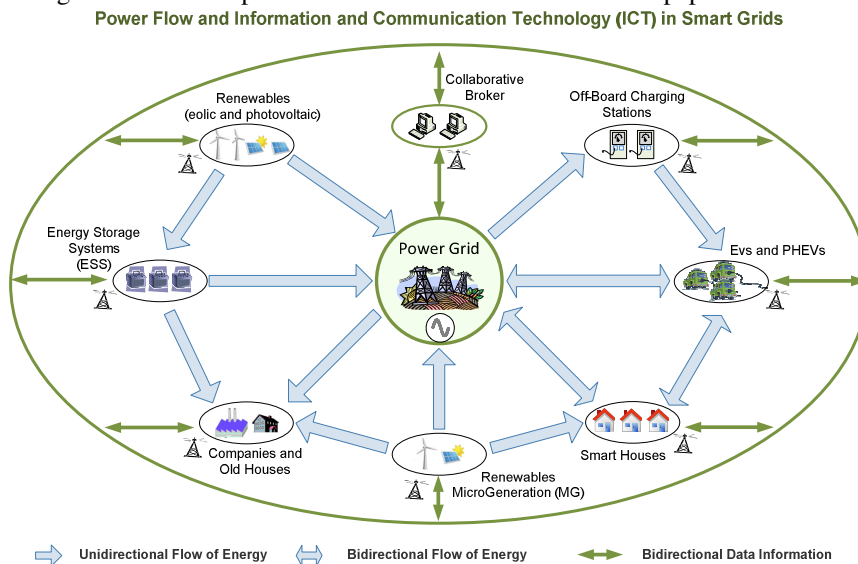 Power Flow and Information and Communication Technology (ICT) in Smart Grids
Collaborative
Broker
Renewables
(eolic and photovoltaic)
Off-Board Charging
Stations
Energy Storage
Systems
(ESS)
Power Grid
Evs and PHEVs
Companies and
Old Houses
Renewables
MicroGeneration (MG)
Smart Houses
Unidirectional Flow of Energy
Bidirectional Flow of Energy
Bidirectional Data Information